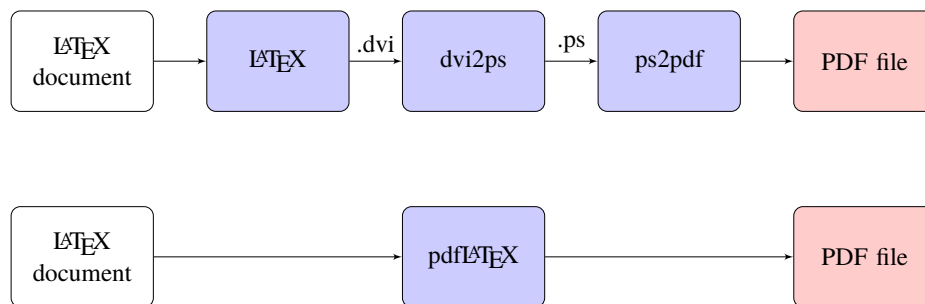 LATEX
document
LATEX
.dvi
dvi2ps
.ps
ps2pdf
PDF file
LATEX
document
pdfLATEX
PDF file